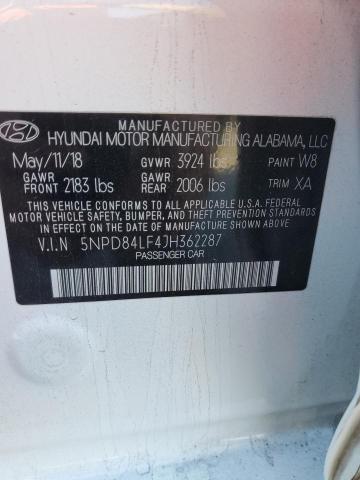 MANUFACTURED BY
HYUNDAI MOTOR MANUFACTURING ALABAMA, LLC
May/11/18 GVWR 3924 lbs PAINT W8
GAWR FRONT 2183 lbs GAWR REAR 2006 lbs TRIM XA
THIS VEHICLE CONFORMS TO ALL APPLICABLE U.S. FEDERAL
MOTOR VEHICLE SAFETY, BUMPER, AND THEFT PREVENTION
STANDARDS IN EFFECT ON THE DATE OF
MANUFACTURE SHOWN ABOVE.
V.I.N 5NPD84LF4JH362287
PASSENGER CAR